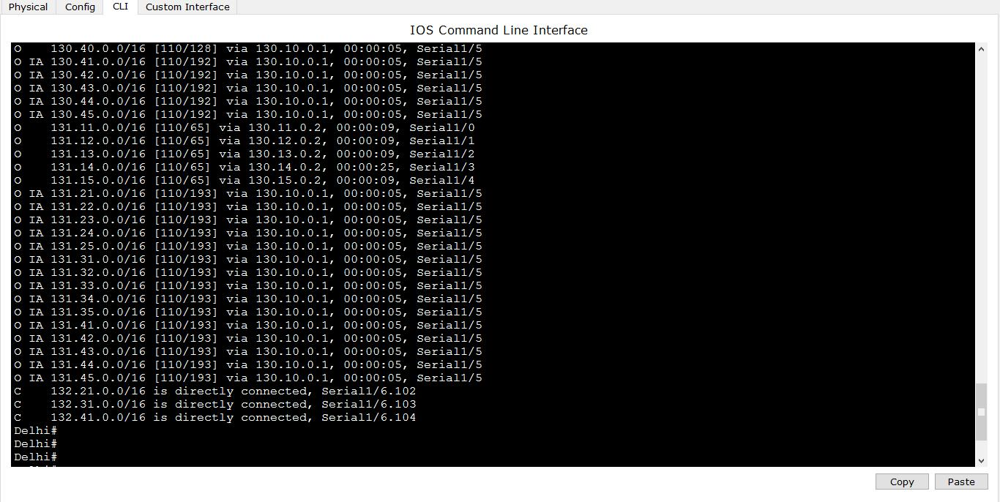 Physical Config CLI Custom Interface
IOS Command Line Interface
O 130.40.0.0/16 [110/128] via 130.10.0.1, 00:00:05, Serial1/5
O IA 130.41.0.0/16 [110/192] via 130.10.0.1, 00:00:05, Serial1/5
O IA 130.42.0.0/16 [110/192] via 130.10.0.1, 00:00:05, Serial1/5
O IA 130.43.0.0/16 [110/192] via 130.10.0.1, 00:00:05, Serial1/5
O IA 130.44.0.0/16 [110/192] via 130.10.0.1, 00:00:05, Serial1/5
O IA 130.45.0.0/16 [110/192] via 130.10.0.1, 00:00:05, Serial1/5
O 131.11.0.0/16 [110/65] via 130.11.0.2, 00:00:09, Serial1/0
O 131.12.0.0/16 [110/65] via 130.12.0.2, 00:00:09, Serial1/1
O 131.13.0.0/16 [110/65] via 130.13.0.2, 00:00:09, Serial1/2
O 131.14.0.0/16 [110/65] via 130.14.0.2, 00:00:25, Serial1/3
O 131.15.0.0/16 [110/65] via 130.15.0.2, 00:00:09, Serial1/4
O IA 131.21.0.0/16 [110/193] via 130.10.0.1, 00:00:05, Serial1/5
O IA 131.22.0.0/16 [110/193] via 130.10.0.1, 00:00:05, Serial1/5
O IA 131.23.0.0/16 [110/193] via 130.10.0.1, 00:00:05, Serial1/5
O IA 131.24.0.0/16 [110/193] via 130.10.0.1, 00:00:05, Serial1/5
O IA 131.25.0.0/16 [110/193] via 130.10.0.1, 00:00:05, Serial1/5
O IA 131.31.0.0/16 [110/193] via 130.10.0.1, 00:00:05, Serial1/5
O IA 131.32.0.0/16 [110/193] via 130.10.0.1, 00:00:05, Serial1/5
O IA 131.33.0.0/16 [110/193] via 130.10.0.1, 00:00:05, Serial1/5
O IA 131.34.0.0/16 [110/193] via 130.10.0.1, 00:00:05, Serial1/5
O IA 131.35.0.0/16 [110/193] via 130.10.0.1, 00:00:05, Serial1/5
O IA 131.41.0.0/16 [110/193] via 130.10.0.1, 00:00:05, Serial1/5
O IA 131.42.0.0/16 [110/193] via 130.10.0.1, 00:00:05, Serial1/5
O IA 131.43.0.0/16 [110/193] via 130.10.0.1, 00:00:05, Serial1/5
O IA 131.44.0.0/16 [110/193] via 130.10.0.1, 00:00:05, Serial1/5
O IA 131.45.0.0/16 [110/193] via 130.10.0.1, 00:00:05, Serial1/5
C 132.21.0.0/16 is directly connected, Serial1/6.102
C 132.31.0.0/16 is directly connected, Serial1/6.103
C 132.41.0.0/16 is directly connected, Serial1/6.104
Delhi#
Delhi#
Delhi#
Copy Paste